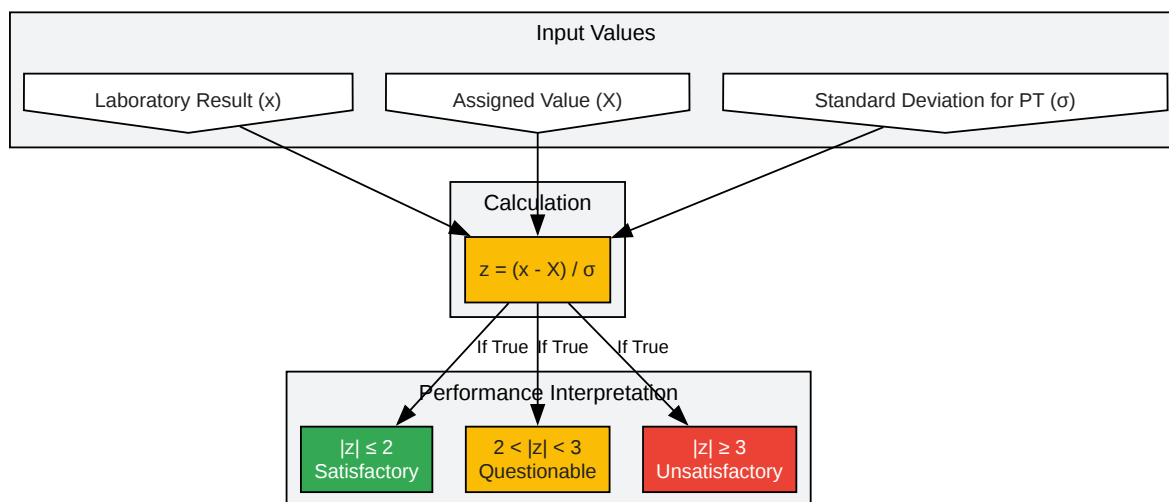 Input Values
Laboratory Result (x)
Assigned Value (X)
Standard Deviation for PT (σ)
Calculation
z = (x - X) / σ
If True
If True
If True
Performance Interpretation
|z| ≤ 2
Satisfactory
2 < |z| < 3
Questionable
|z| ≥ 3
Unsatisfactory